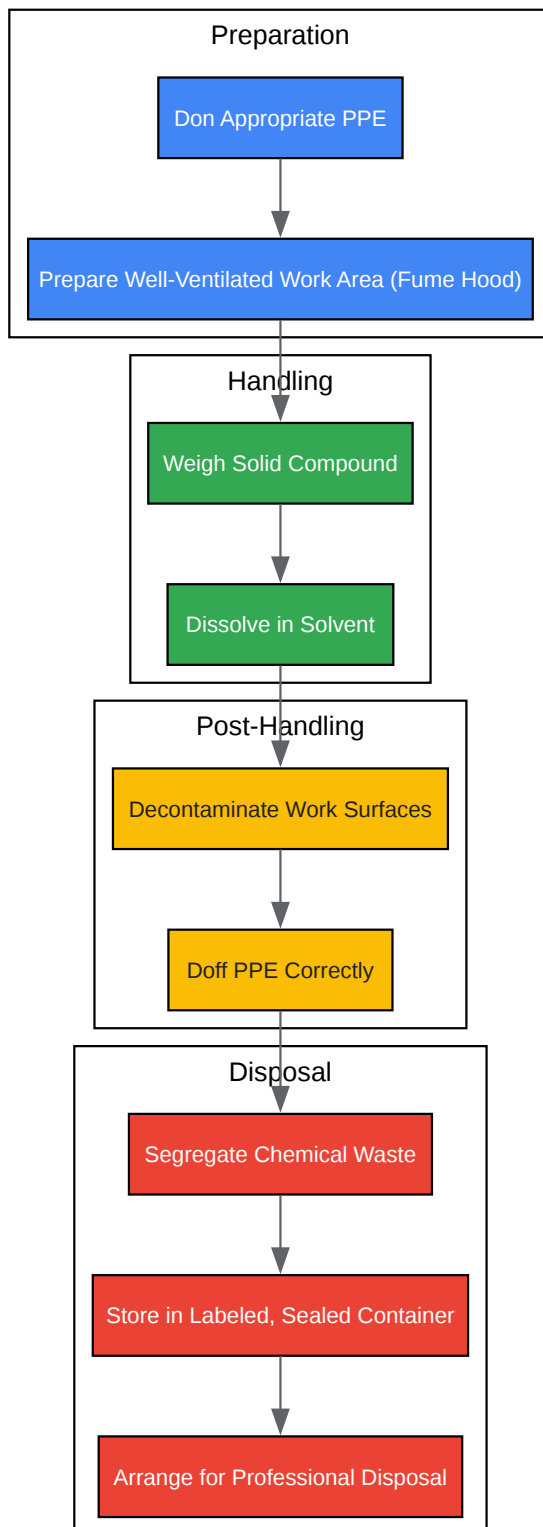 Preparation
Don Appropriate PPE
Prepare Well-Ventilated Work Area (Fume Hood)
Handling
Weigh Solid Compound
Dissolve in Solvent
Post-Handling
Decontaminate Work Surfaces
Doff PPE Correctly
Disposal
Segregate Chemical Waste
Store in Labeled, Sealed Container
Arrange for Professional Disposal